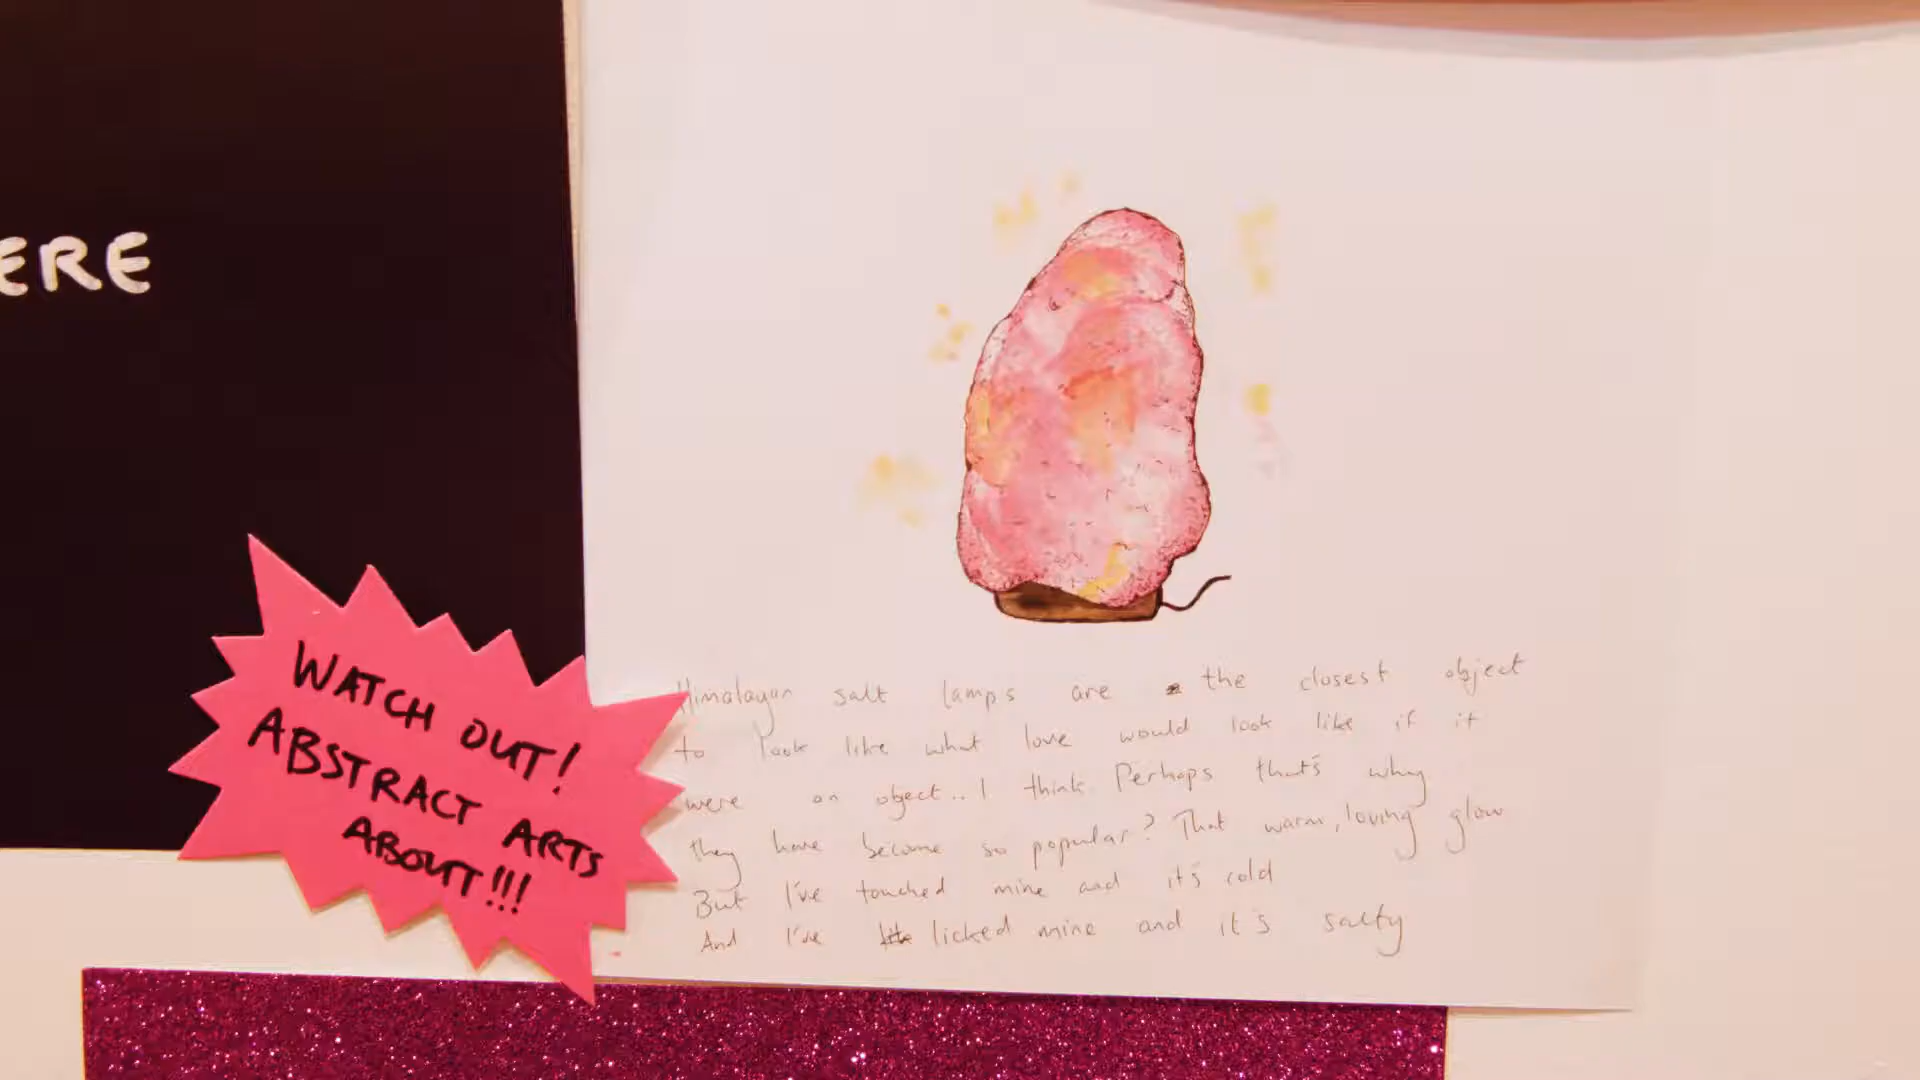 ERE
WATCH OUT!
ABSTRACT ARTS
ABOUT!!!
Himalayan salt lamps are the closest object
to look like what love would look like if it
were an object.. I think. Perhaps that's why
they have become so popular? That warm, loving glow
But I've touched mine and it's cold
And I've licked mine and it's salty